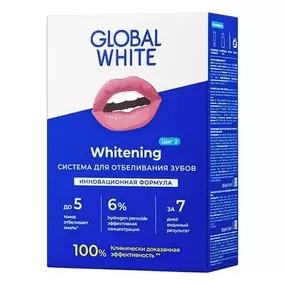 GLOBAL
WHITE
Шаг 2
Whitening
СИСТЕМА ДЛЯ ОТБЕЛИВАНИЯ ЗУБОВ
ИННОВАЦИОННАЯ ФОРМУЛА
ДО 5
тонов
отбеливает
эмаль*
6%
hydrogen peroxide
эффективная
концентрация
ЗА 7
дней
видимый
результат
100% Клинически доказанная
эффективность**